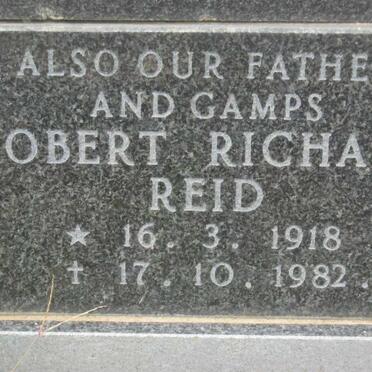 ALSO OUR FATHE
AND GAMPS
OBERT RICHA
REID
★ 16. 3. 1918
† 17. 10. 1982.